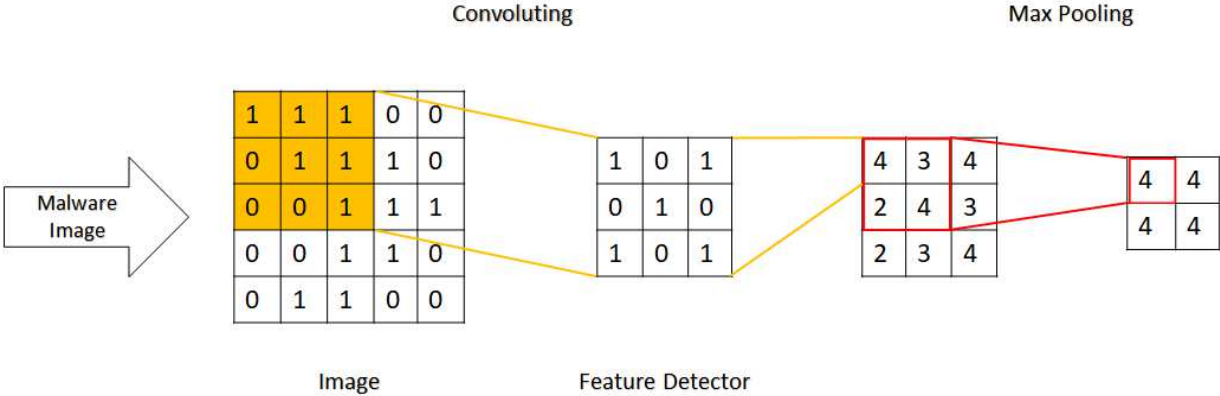 Convoluting
Max Pooling
Malware
Image
1 1 1 0 0
0 1 1 1 0
0 0 1 1 1
0 0 1 1 0
0 1 1 0 0
1 0 1
0 1 0
1 0 1
4 3 4
2 4 3
2 3 4
4 4
4 4
Image
Feature Detector